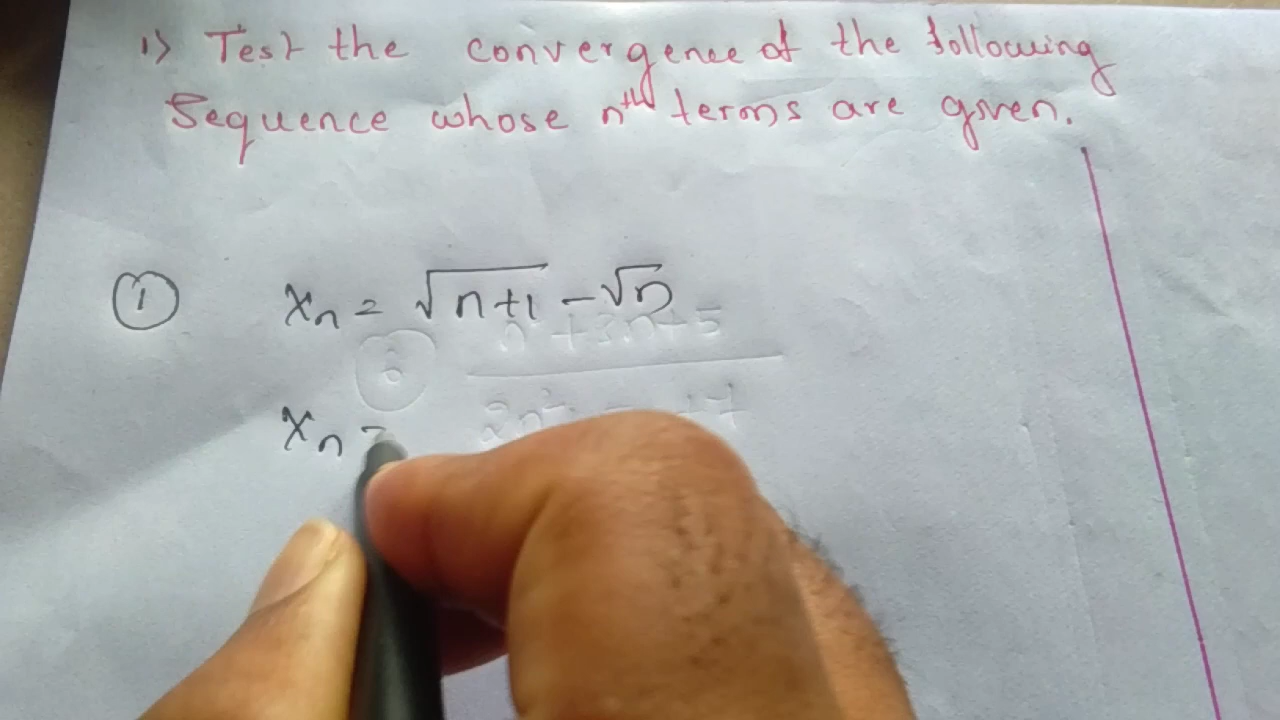 1) Test the convergence of the following
Sequence whose nth terms are given.
① xn = √n+1 - √n
xn =